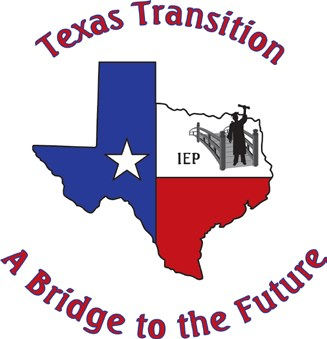 Texas Transition
IEP
A Bridge to the Future